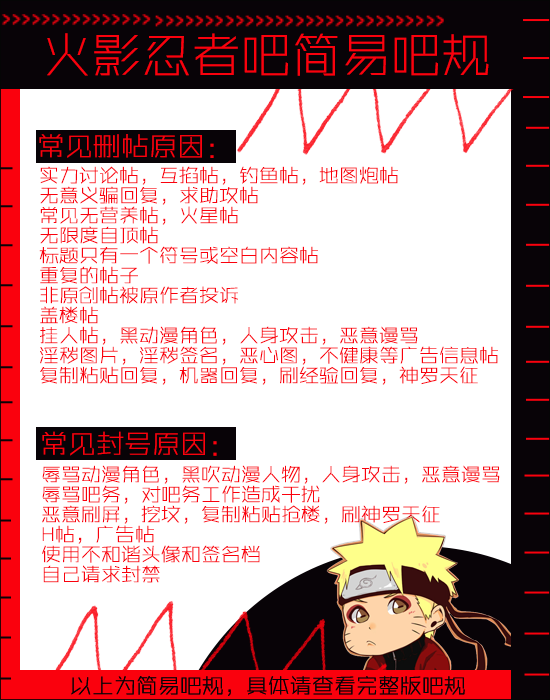 火影忍者吧简易吧规
常见删帖原因：
实力讨论帖，互掐帖，钓鱼帖，地图炮帖
无意义骗回复，求助攻帖
常见无营养帖，火星帖
无限度自顶帖
标题只有一个符号或空白内容帖
重复的帖子
非原创帖被原作者投诉
盖楼帖
挂人帖，黑动漫角色，人身攻击，恶意谩骂
淫秽图片，淫秽签名，恶心图，不健康等广告信息帖
复制粘贴回复，机器回复，刷经验回复，神罗天征
常见封号原因：
辱骂动漫角色，黑吹动漫人物，人身攻击，恶意谩骂
辱骂吧务，对吧务工作造成干扰
恶意刷屏，挖坟，复制粘贴抢楼，刷神罗天征
H帖，广告帖
使用不和谐头像和签名档
自己请求封禁
以上为简易吧规，具体请查看完整版吧规